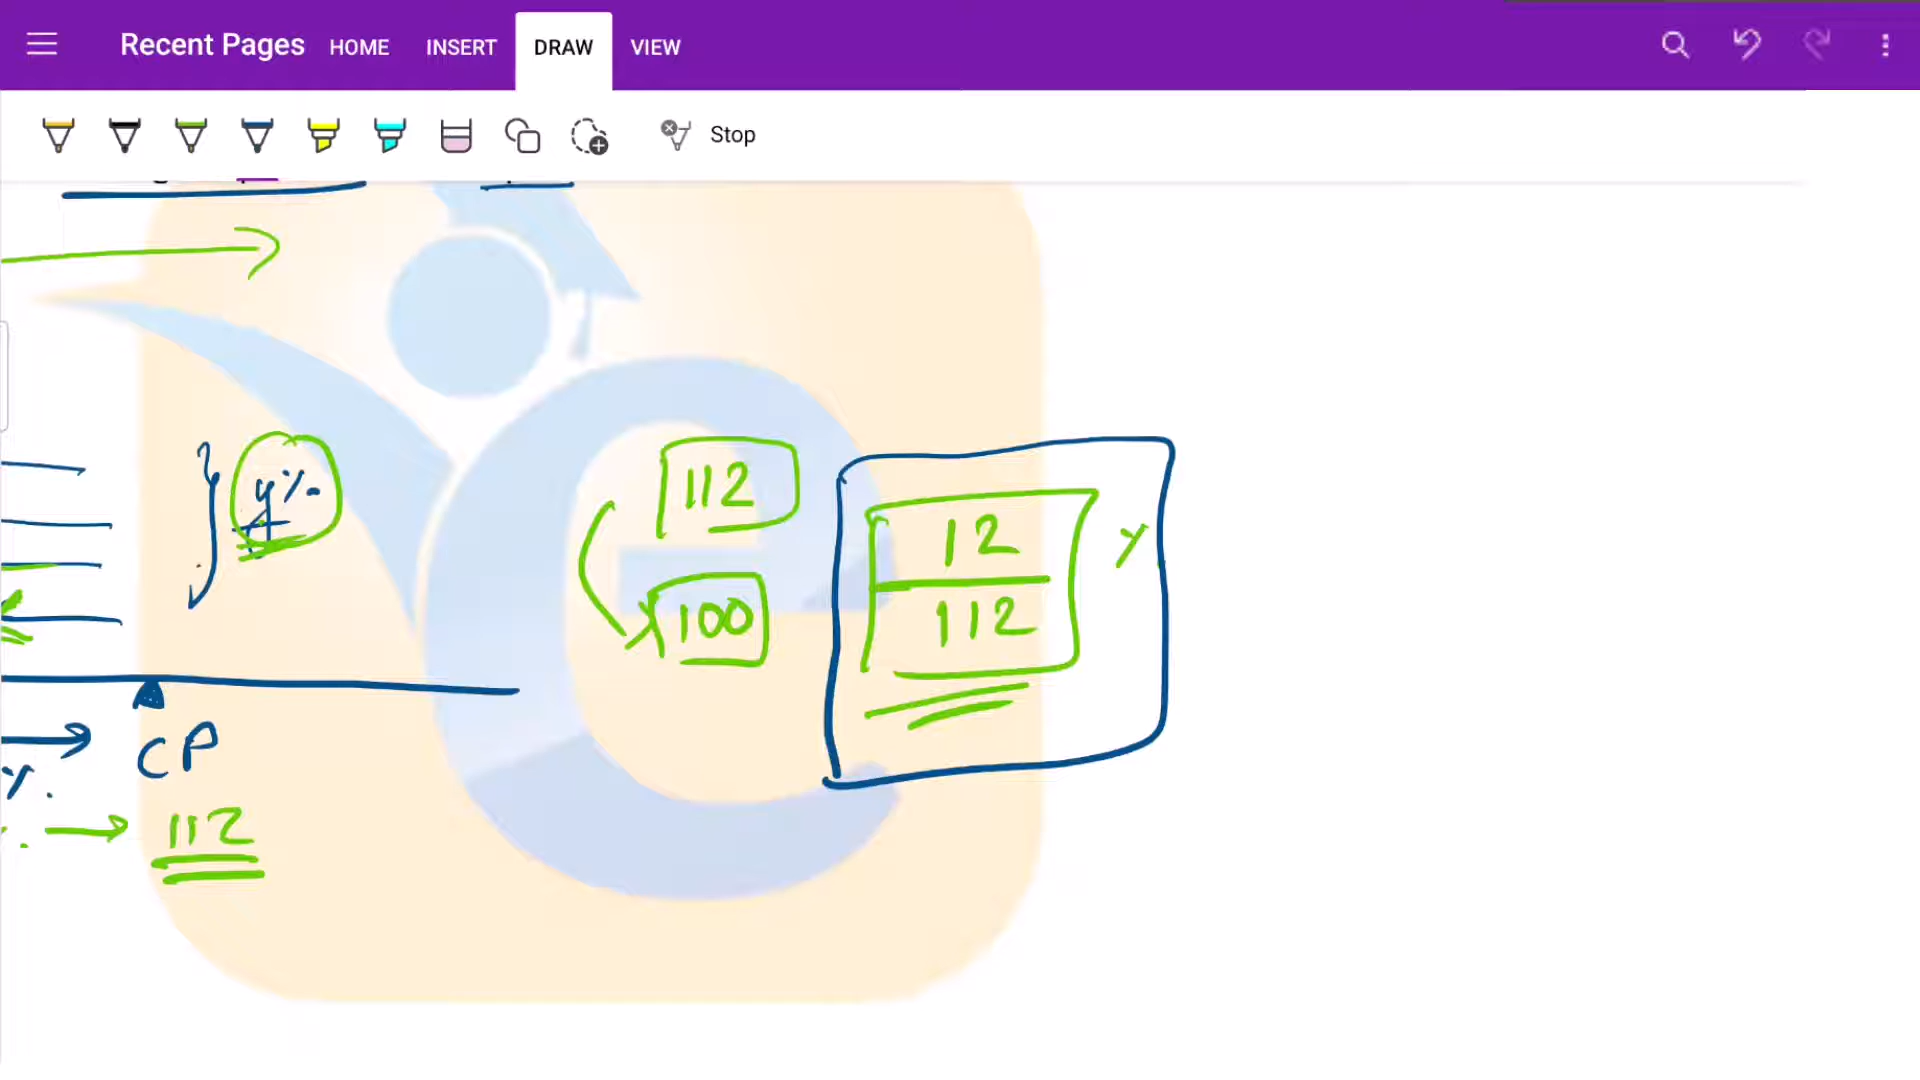 Recent Pages HOME INSERT DRAW VIEW
Stop
y%
112
100
12
112
CP
112